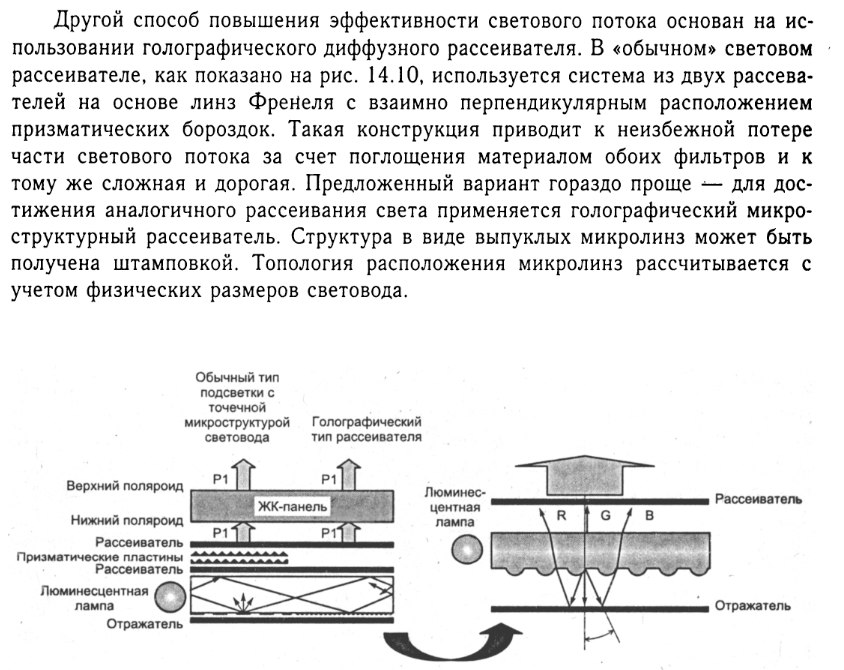 Другой способ повышения эффективности светового потока основан на ис-
пользовании голографического диффузного рассеивателя. В «обычном» световом
рассеивателе, как показано на рис. 14.10, используется система из двух рассева-
телей на основе линз Френеля с взаимно перпендикулярным расположением
призматических бороздок. Такая конструкция приводит к неизбежной потере
части светового потока за счет поглощения материалом обоих фильтров и к
тому же сложная и дорогая. Предложенный вариант гораздо проще — для дос-
тижения аналогичного рассеивания света применяется голографический микро-
структурный рассеиватель. Структура в виде выпуклых микролинз может быть
получена штамповкой. Топология расположения микролинз рассчитывается с
учетом физических размеров световода.
Обычный тип
подсветки с
точечной
микроструктурой
световода
Голографический
тип рассеивателя
P1
P1
Верхний поляроид
ЖК-панель
Нижний поляроид
P1
P1
Рассеиватель
Призматические пластины
Рассеиватель
Люминесцентная
лампа
Отражатель
Люминес-
центная
лампа
Рассеиватель
R
G
B
Отражатель